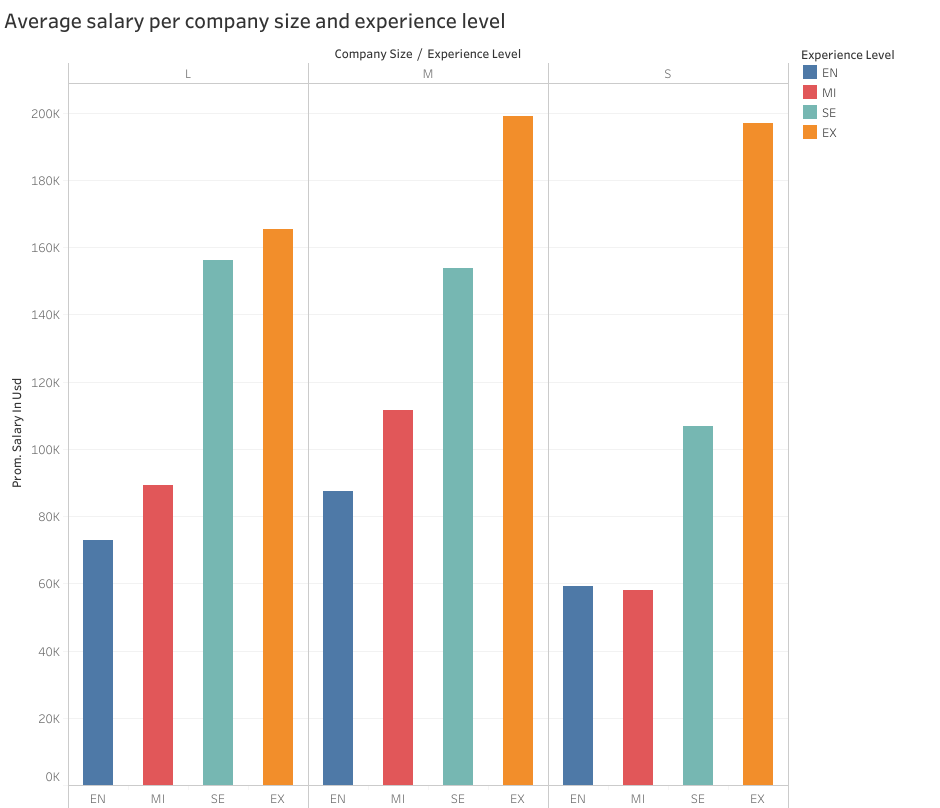 Average salary per company size and experience level
Company Size / Experience Level
L M S
Experience Level
EN
MI
SE
EX
Prom. Salary In Usd
200K
180K
160K
140K
120K
100K
80K
60K
40K
20K
0K
EN MI SE EX EN MI SE EX EN MI SE EX